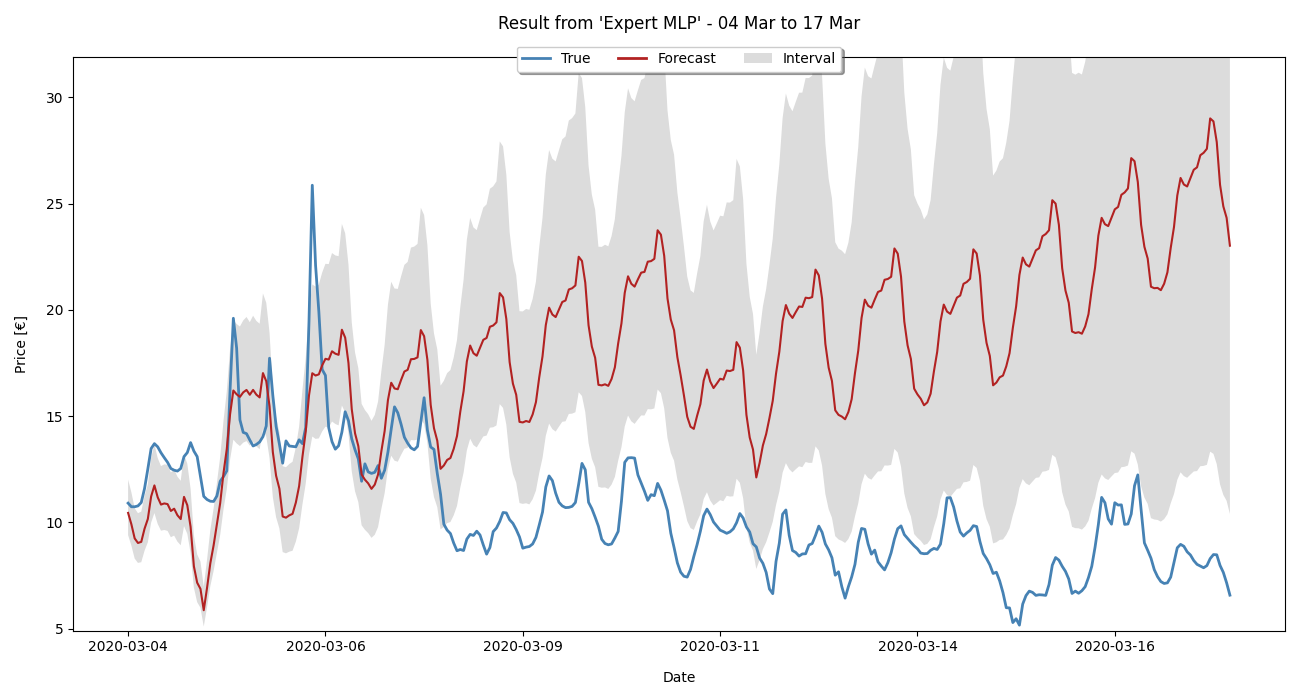 Result from 'Expert MLP' - 04 Mar to 17 Mar
True Forecast Interval
30
25
20
15
10
5
Price [€]
2020-03-04 2020-03-06 2020-03-09 2020-03-11 2020-03-14 2020-03-16
Date